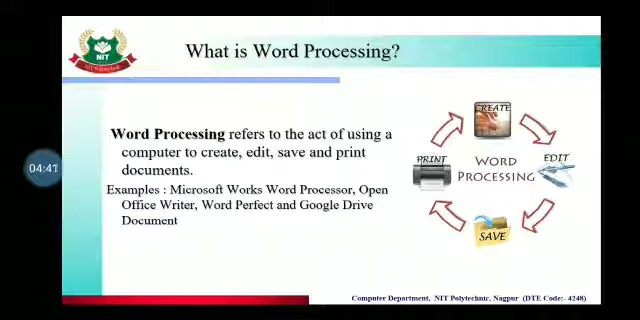 What is Word Processing?
NIT
Word Processing refers to the act of using a
computer to create, edit, save and print
documents.
Examples : Microsoft Works Word Processor, Open
Office Writer, Word Perfect and Google Drive
Document
CREATE
PRINT
WORD
PROCESSING
EDIT
SAVE
04:41
Computer Department, NIT Polytechnic, Nagpur (DTE Code:- 4248)